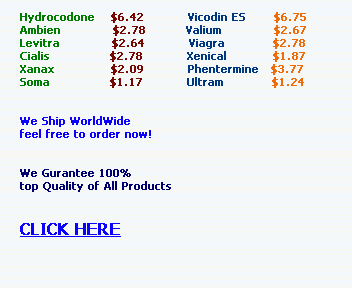 Hydrocodone $6.42 Vicodin ES $6.75
Ambien $2.78 Valium $2.67
Levitra $2.64 Viagra $2.78
Cialis $2.78 Xenical $1.87
Xanax $2.09 Phentermine $3.77
Soma $1.17 Ultram $1.24
We Ship WorldWide
feel free to order now!
We Gurantee 100%
top Quality of All Products
CLICK HERE